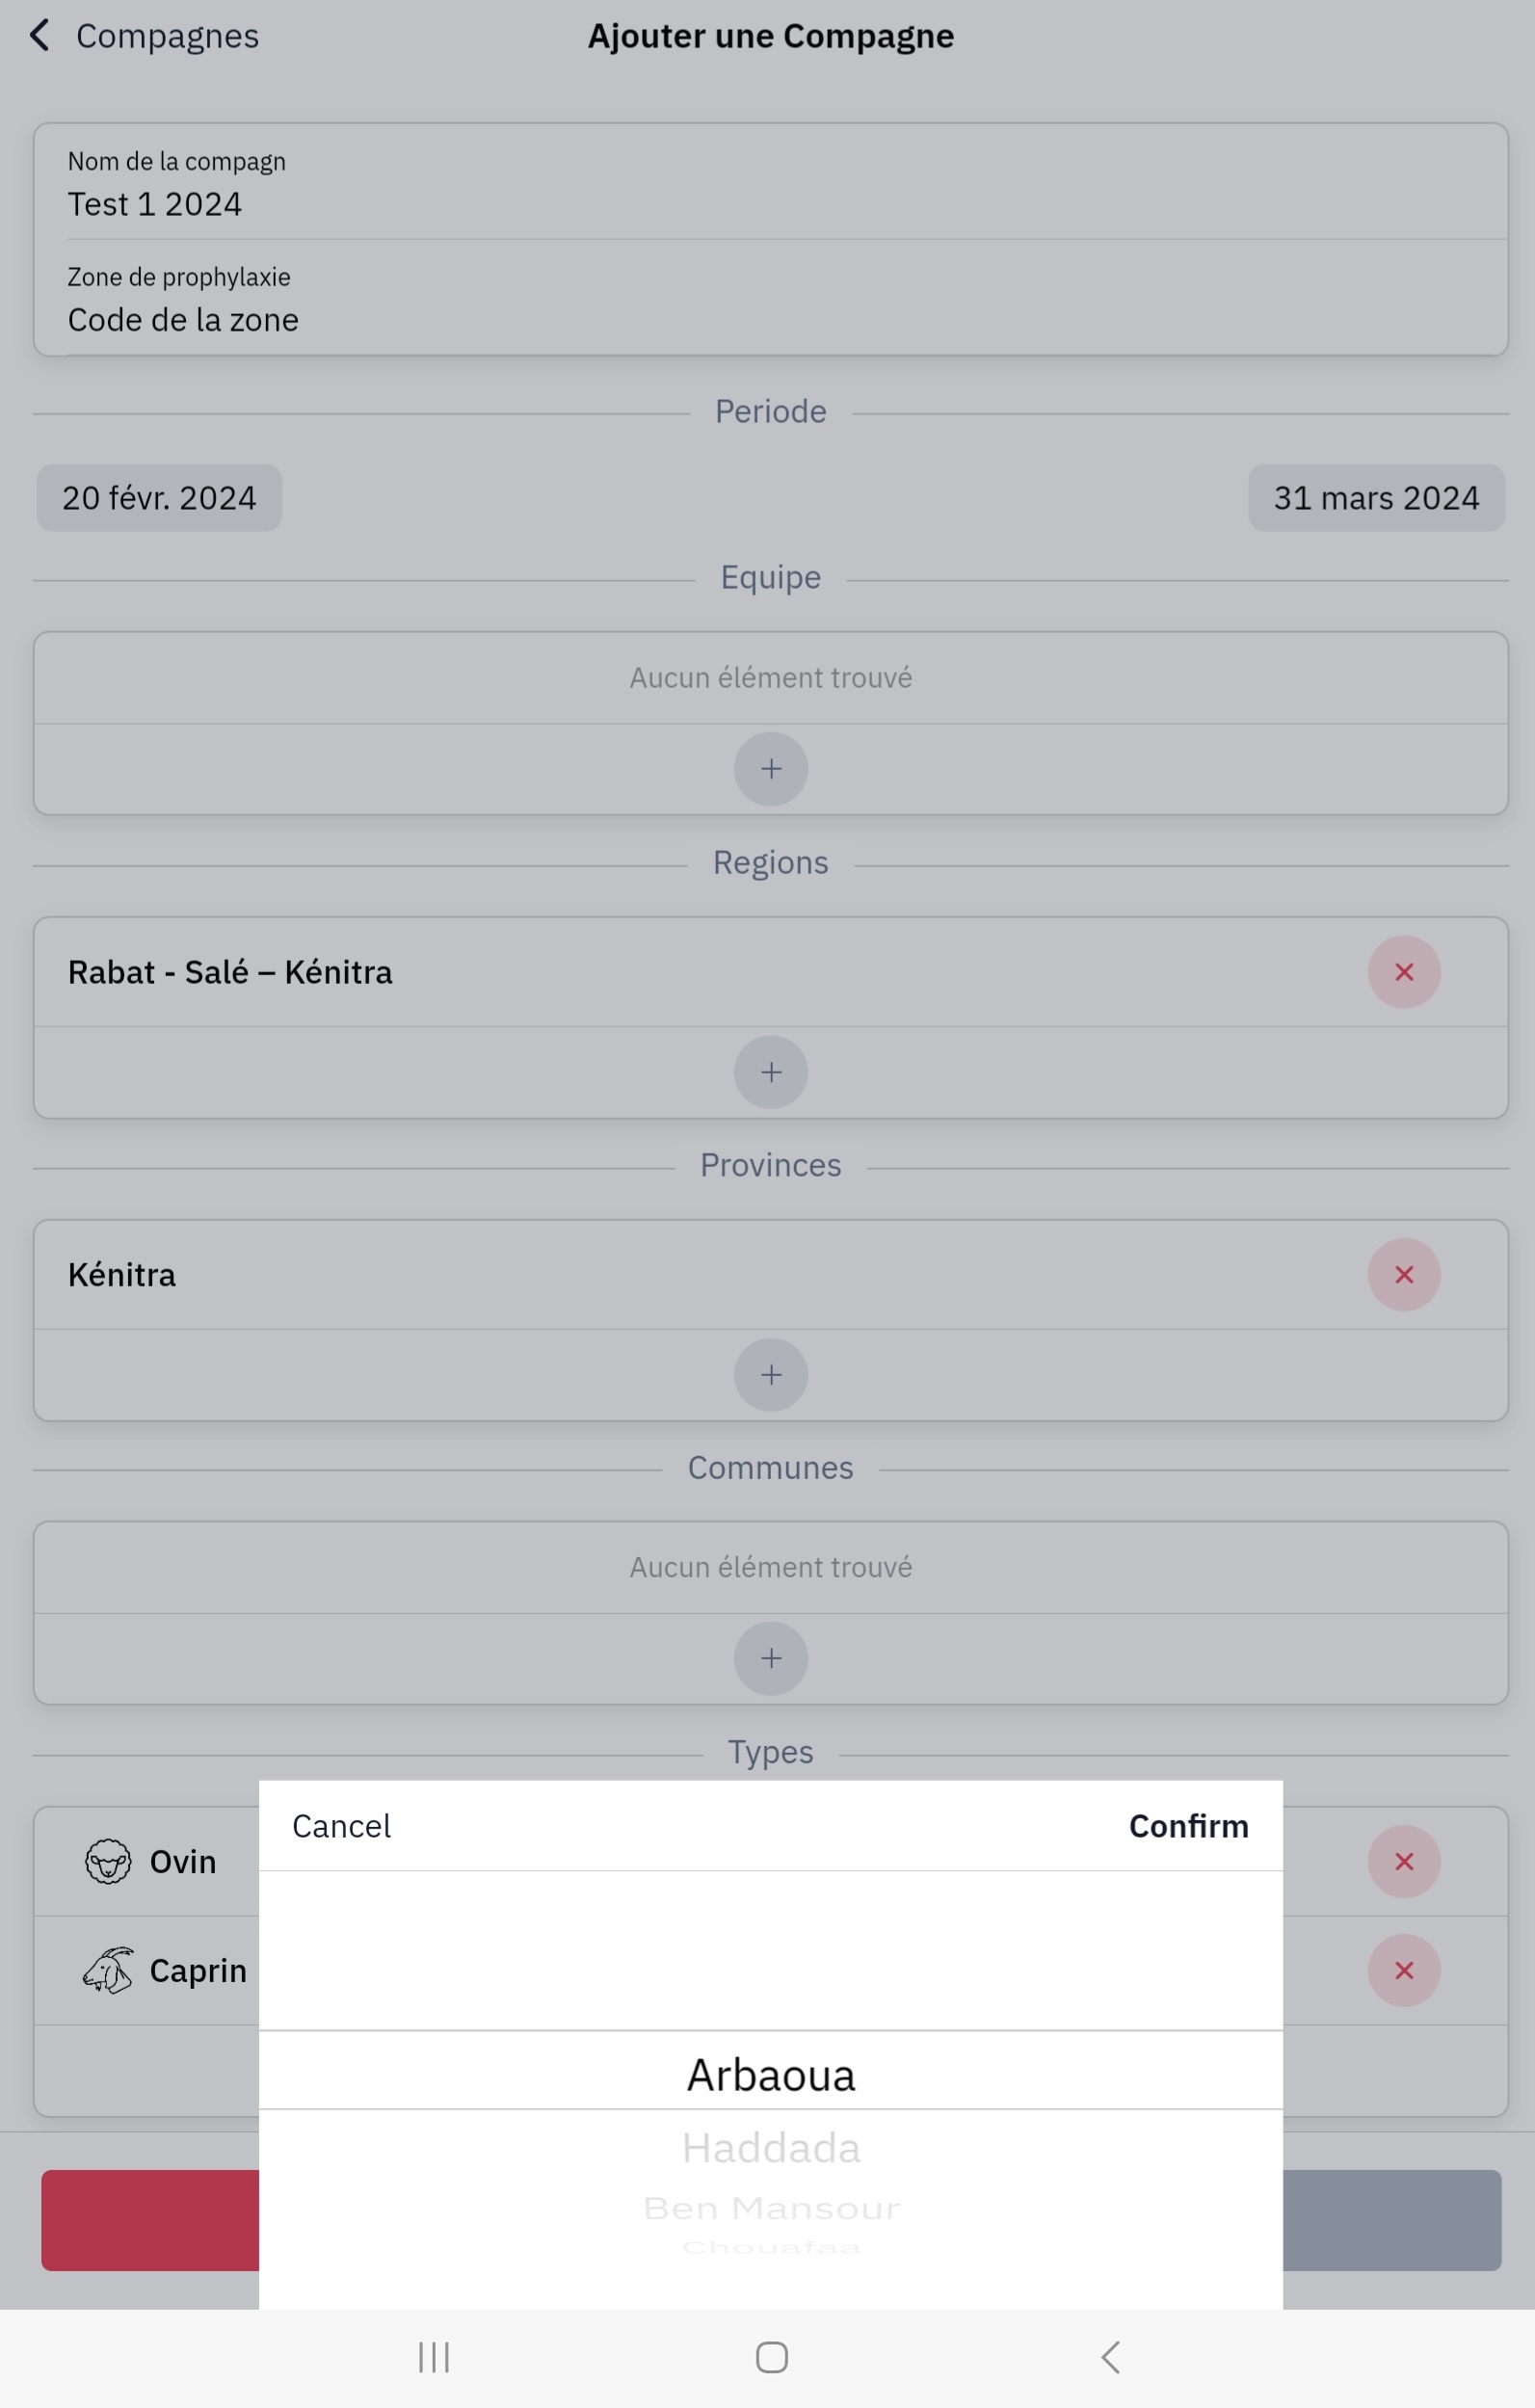 Compagnes
Ajouter une Compagne
Nom de la compagn
Test 1 2024
Zone de prophylaxie
Code de la zone
Periode
20 févr. 2024
31 mars 2024
Equipe
Aucun élément trouvé
Regions
Rabat - Salé – Kénitra
Provinces
Kénitra
Communes
Aucun élément trouvé
Types
Ovin
Caprin
Cancel
Confirm
Arbaoua
Haddada
Ben Mansour
Chouafaa